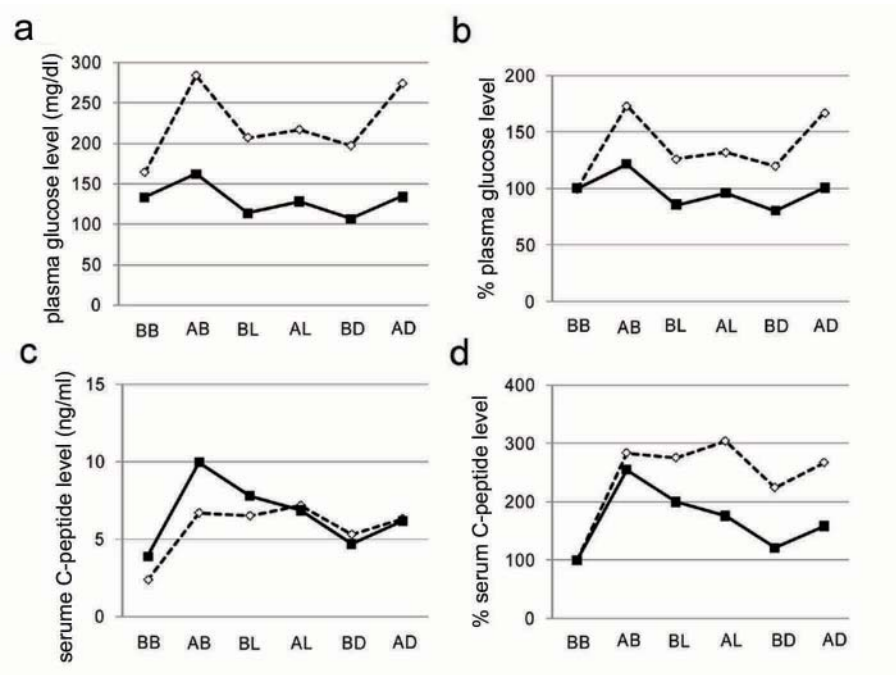 a
plasma glucose level (mg/dl)
300
250
200
150
100
50
0
BB AB BL AL BD AD
b
% plasma glucose level
200
150
100
50
0
BB AB BL AL BD AD
c
serume C-peptide level (ng/ml)
15
10
5
0
BB AB BL AL BD AD
d
% serum C-peptide level
400
300
200
100
0
BB AB BL AL BD AD